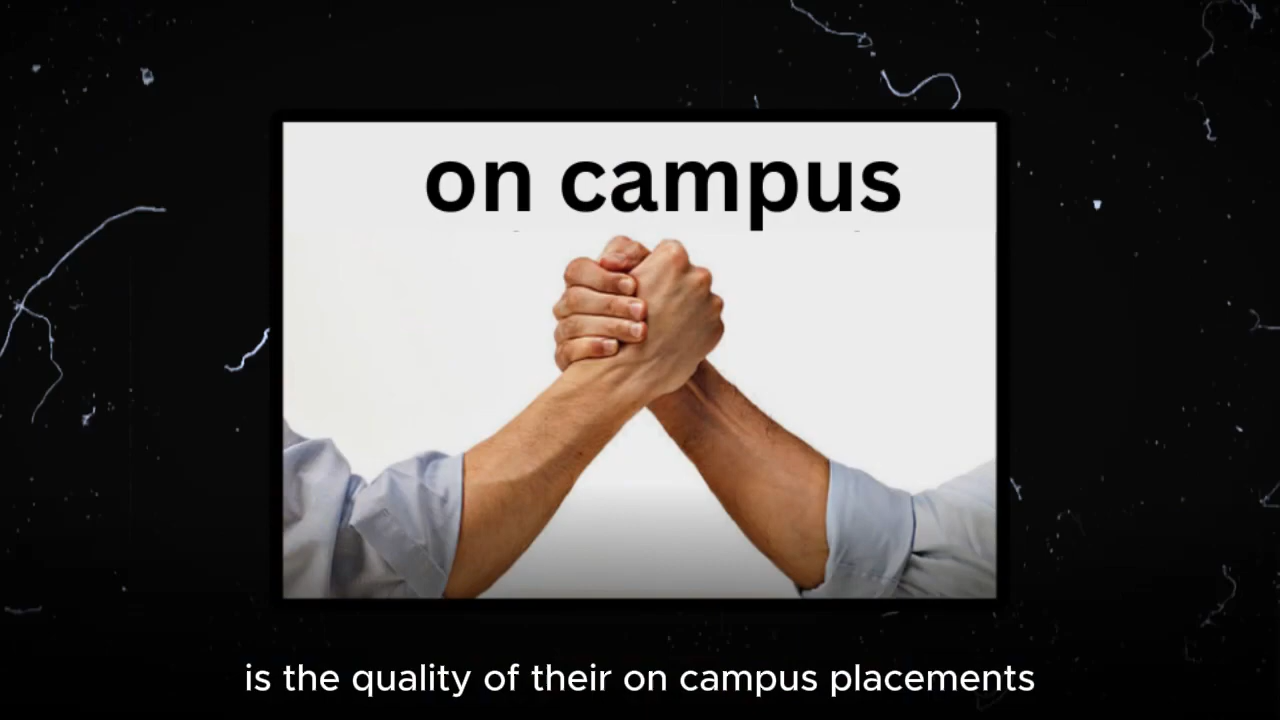 on campus
is the quality of their on campus placements